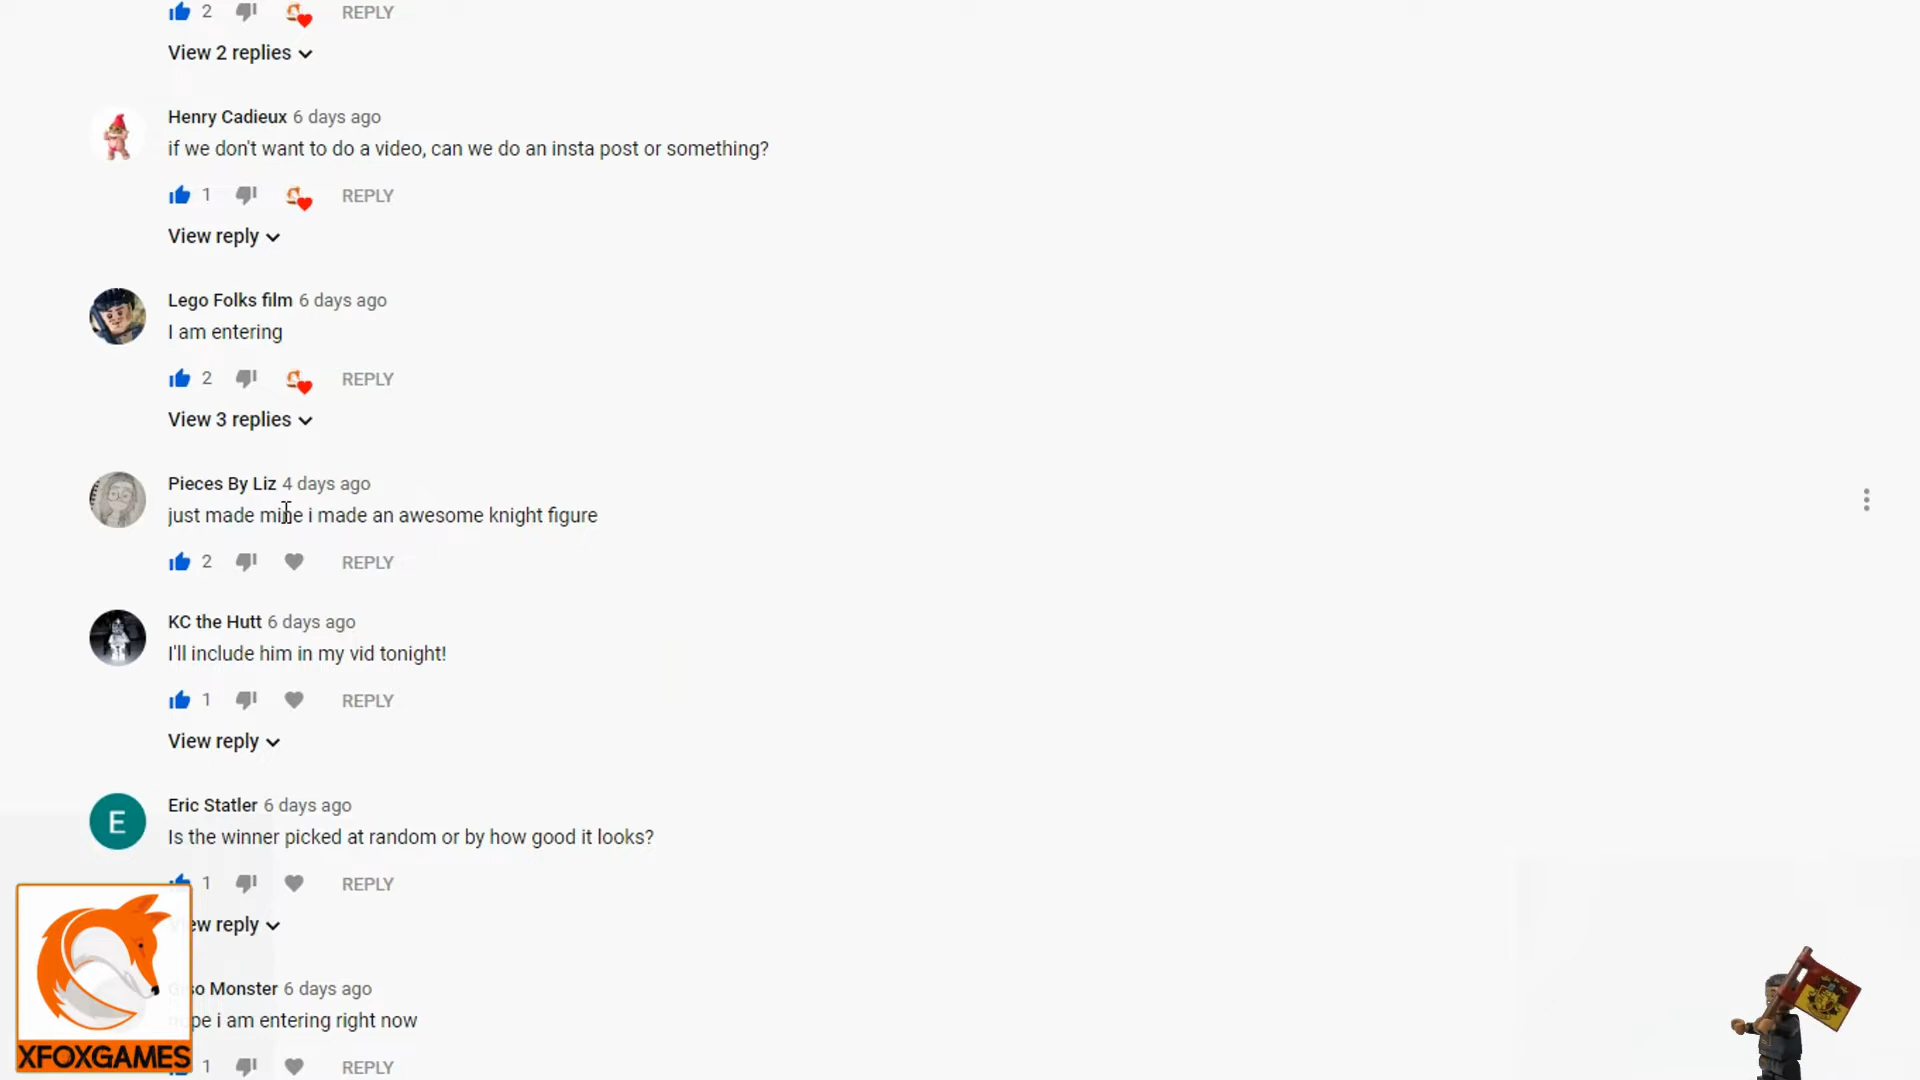 2 REPLY
View 2 replies
Henry Cadieux 6 days ago
if we don't want to do a video, can we do an insta post or something?
1 REPLY
View reply
Lego Folks film 6 days ago
I am entering
2 REPLY
View 3 replies
Pieces By Liz 4 days ago
just made mine i made an awesome knight figure
2 REPLY
KC the Hutt 6 days ago
I'll include him in my vid tonight!
1 REPLY
View reply
Eric Statler 6 days ago
E
Is the winner picked at random or by how good it looks?
1 REPLY
reply
Monster 6 days ago
i am entering right now
XFOXGAMES
1 REPLY